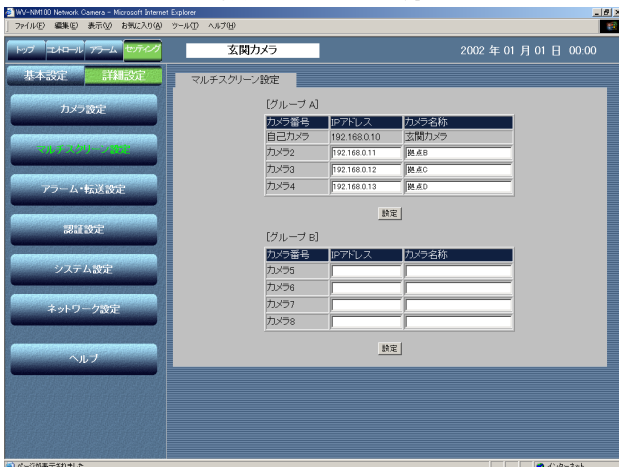 WV-NM100 Network Camera - Microsoft Internet Explorer
ファイル(F) 編集(E) 表示(V) お気に入り(A) ツール(T) ヘルプ(H)
トップ コントロール アラーム セッティング 玄関カメラ 2002 年 01 月 01 日 00:00
基本設定 詳細設定
カメラ設定
マルチスクリーン設定
アラーム・転送設定
認証設定
システム設定
ネットワーク設定
ヘルプ
マルチスクリーン設定
[グループ A]
カメラ番号 IPアドレス カメラ名称
自己カメラ 192.168.0.10 玄関カメラ
カメラ2 192.168.0.11 拠点B
カメラ3 192.168.0.12 拠点C
カメラ4 192.168.0.13 拠点D
設定
[グループ B]
カメラ番号 IPアドレス カメラ名称
カメラ5
カメラ6
カメラ7
カメラ8
設定
ページが表示されました
インターネット